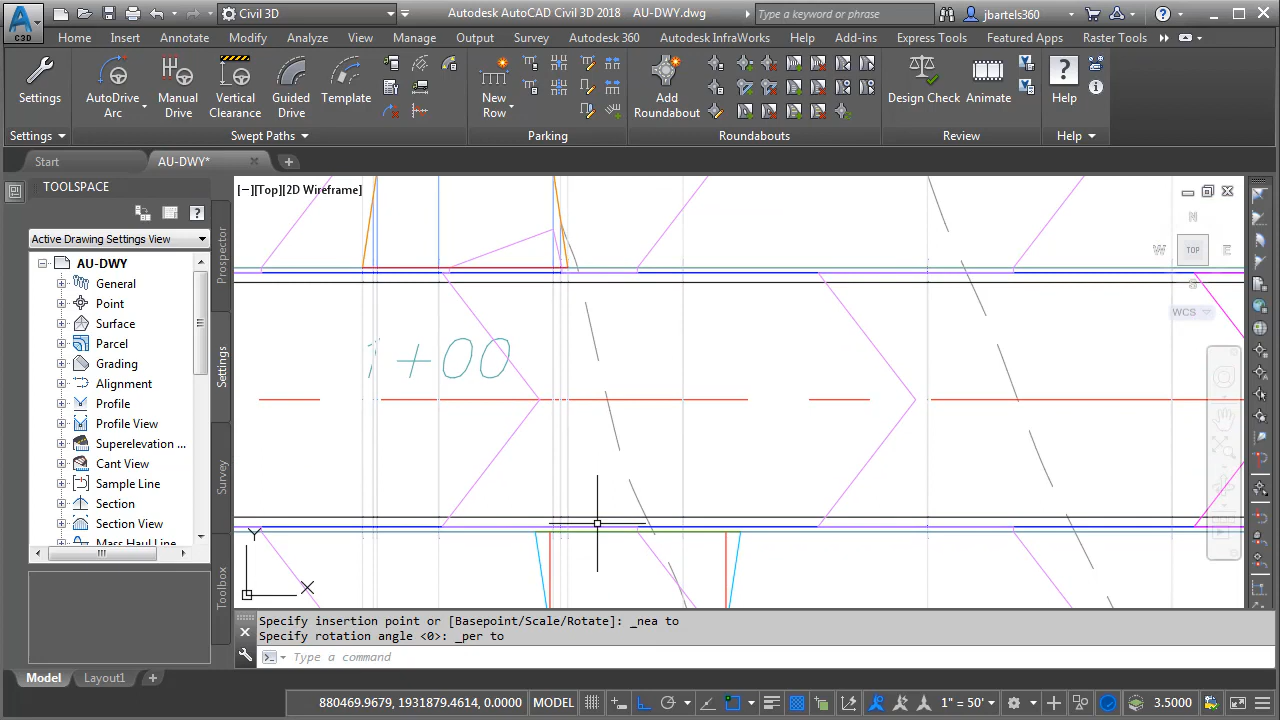 A
C3D
Civil 3D
Autodesk AutoCAD Civil 3D 2018 AU-DWY.dwg
Type a keyword or phrase
jbartels360
Home Insert Annotate Modify Analyze View Manage Output Survey Autodesk 360 Autodesk InfraWorks Help Add-ins Express Tools Featured Apps Raster Tools
Settings
AutoDrive Arc
Manual Drive
Vertical Clearance
Guided Drive
Template
New Row
Add Roundabout
Design Check
Animate
Help
Settings
Swept Paths
Parking
Roundabouts
Review
Help
Start
AU-DWY*
TOOLSPACE
[−][Top][2D Wireframe]
Active Drawing Settings View
AU-DWY
General
Point
Surface
Parcel
Grading
Alignment
Profile
Profile View
Superelevation ...
Cant View
Sample Line
Section
Section View
Mass Haul Line
Prospector
Settings
Survey
Toolbox
1+00
N
W
TOP
E
S
WCS
Y
X
Specify insertion point or [Basepoint/Scale/Rotate]: _nea to
Specify rotation angle <0>: _per to
Type a command
Model
Layout1
880469.9679, 1931879.4614, 0.0000
MODEL
1" = 50'
3.5000